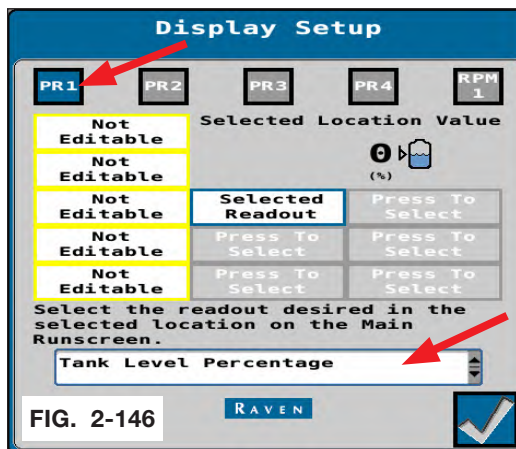 Display Setup
PR1 PR2 PR3 PR4 RPM
1
Not
Editable
Selected Location Value
Not
Editable
0
(%)
Not
Editable
Selected
Readout
Press To
Select
Not
Editable
Press To
Select
Press To
Select
Not
Editable
Press To
Select
Press To
Select
Select the readout desired in the
selected location on the Main
Runscreen.
Tank Level Percentage
FIG. 2-146
RAVEN